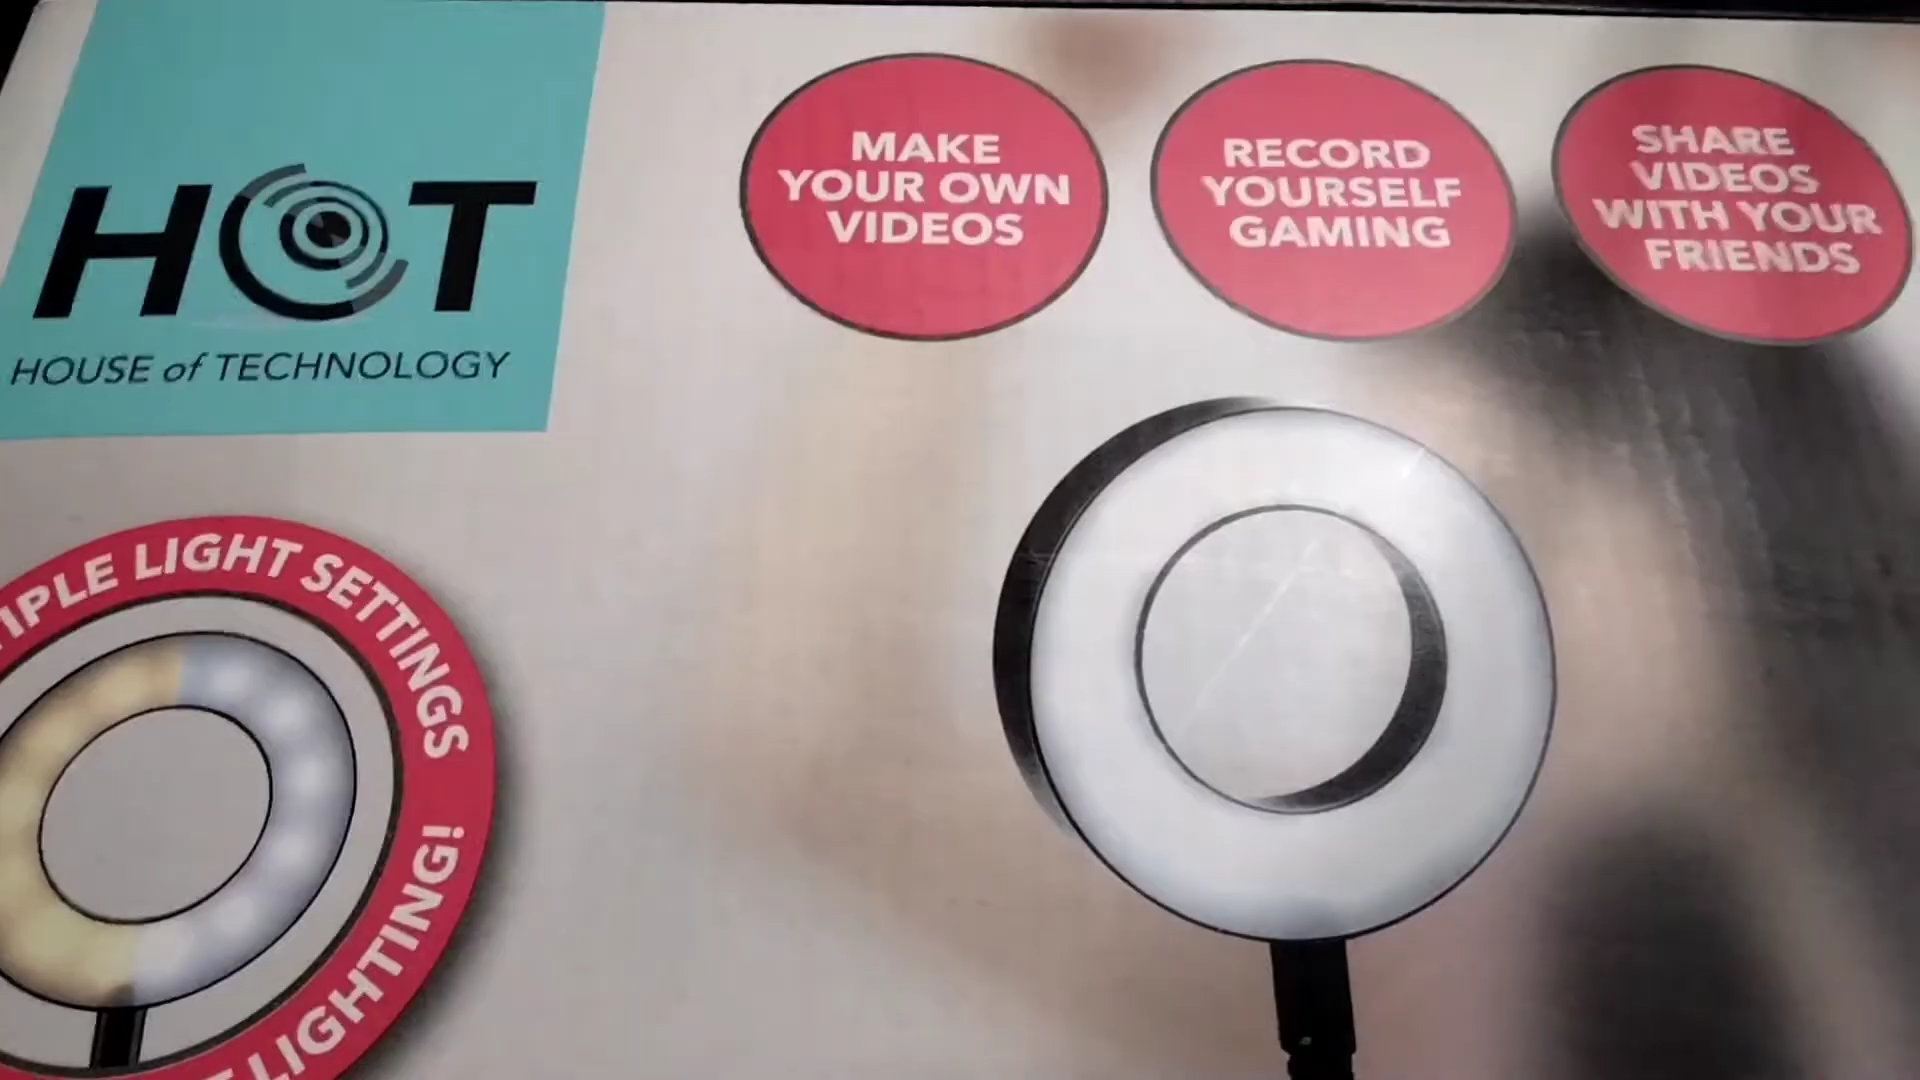 HOT
HOUSE of TECHNOLOGY
MAKE
YOUR OWN
VIDEOS
RECORD
YOURSELF
GAMING
SHARE
VIDEOS
WITH YOUR
FRIENDS
LIGHT SETTINGS
LIGHTING!